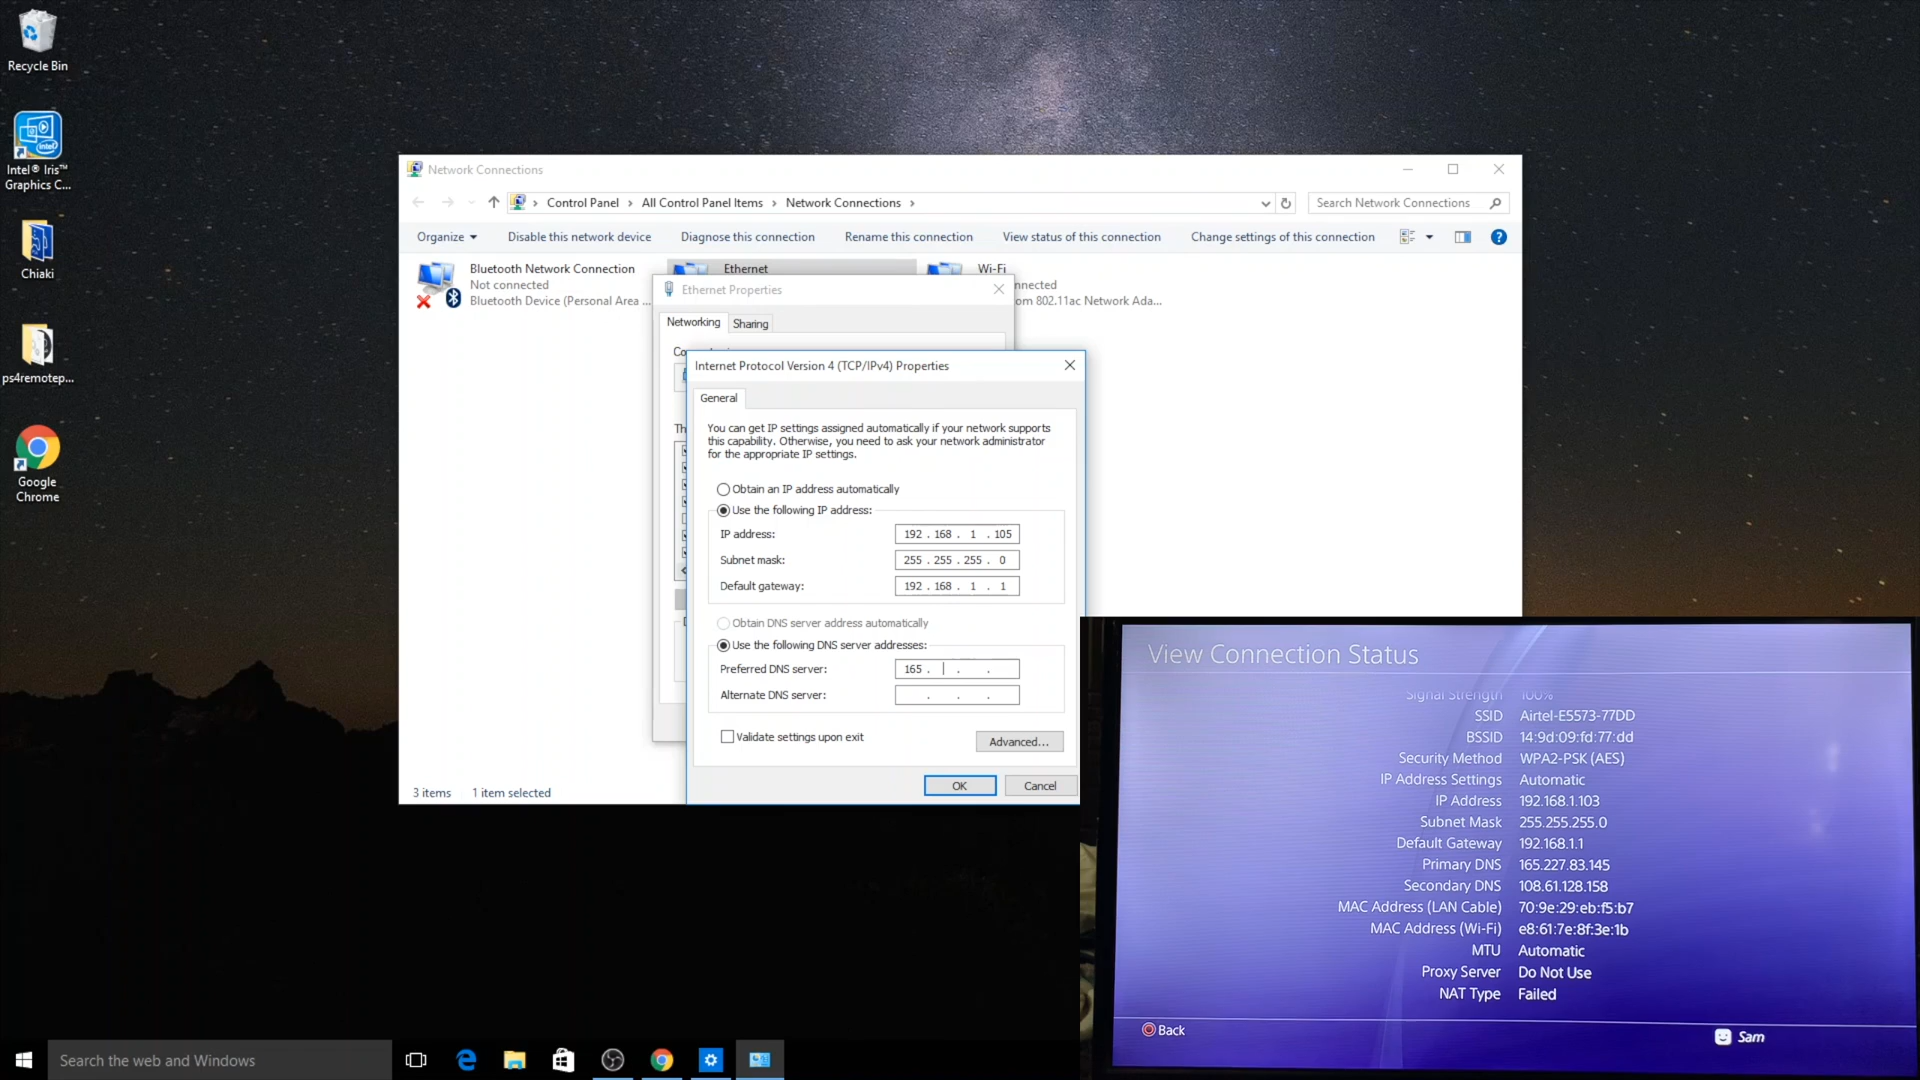 Recycle Bin
Intel® Iris™
Graphics C...
Chiaki
ps4remotep...
Google
Chrome
Network Connections
Control Panel > All Control Panel Items > Network Connections >
Search Network Connections
Organize
Disable this network device
Diagnose this connection
Rename this connection
View status of this connection
Change settings of this connection
Bluetooth Network Connection
Not connected
Bluetooth Device (Personal Area ...
Ethernet
Wi-Fi
nnected
om 802.11ac Network Ada...
Ethernet Properties
Networking
Sharing
Internet Protocol Version 4 (TCP/IPv4) Properties
General
You can get IP settings assigned automatically if your network supports
this capability. Otherwise, you need to ask your network administrator
for the appropriate IP settings.
Obtain an IP address automatically
Use the following IP address:
IP address: 192 . 168 . 1 . 105
Subnet mask: 255 . 255 . 255 . 0
Default gateway: 192 . 168 . 1 . 1
Obtain DNS server address automatically
Use the following DNS server addresses:
Preferred DNS server: 165 . . .
Alternate DNS server: . . .
Validate settings upon exit
Advanced...
OK
Cancel
3 items
1 item selected
View Connection Status
Signal Strength 100%
SSID Airtel-E5573-77DD
BSSID 14:9d:09:fd:77:dd
Security Method WPA2-PSK (AES)
IP Address Settings Automatic
IP Address 192.168.1.103
Subnet Mask 255.255.255.0
Default Gateway 192.168.1.1
Primary DNS 165.227.83.145
Secondary DNS 108.61.128.158
MAC Address (LAN Cable) 70:9e:29:eb:f5:b7
MAC Address (Wi-Fi) e8:61:7e:8f:3e:1b
MTU Automatic
Proxy Server Do Not Use
NAT Type Failed
Back
Sam
Search the web and Windows